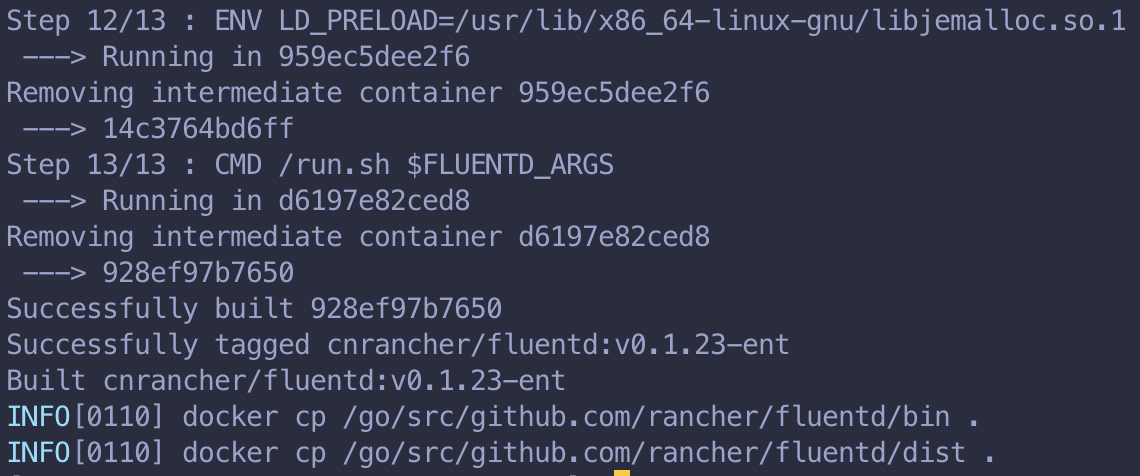 Step 12/13 : ENV LD_PRELOAD=/usr/lib/x86_64-linux-gnu/libjemalloc.so.1
 ---> Running in 959ec5dee2f6
Removing intermediate container 959ec5dee2f6
 ---> 14c3764bd6ff
Step 13/13 : CMD /run.sh $FLUENTD_ARGS
 ---> Running in d6197e82ced8
Removing intermediate container d6197e82ced8
 ---> 928ef97b7650
Successfully built 928ef97b7650
Successfully tagged cnrancher/fluentd:v0.1.23-ent
Built cnrancher/fluentd:v0.1.23-ent
INFO[0110] docker cp /go/src/github.com/rancher/fluentd/bin .
INFO[0110] docker cp /go/src/github.com/rancher/fluentd/dist .